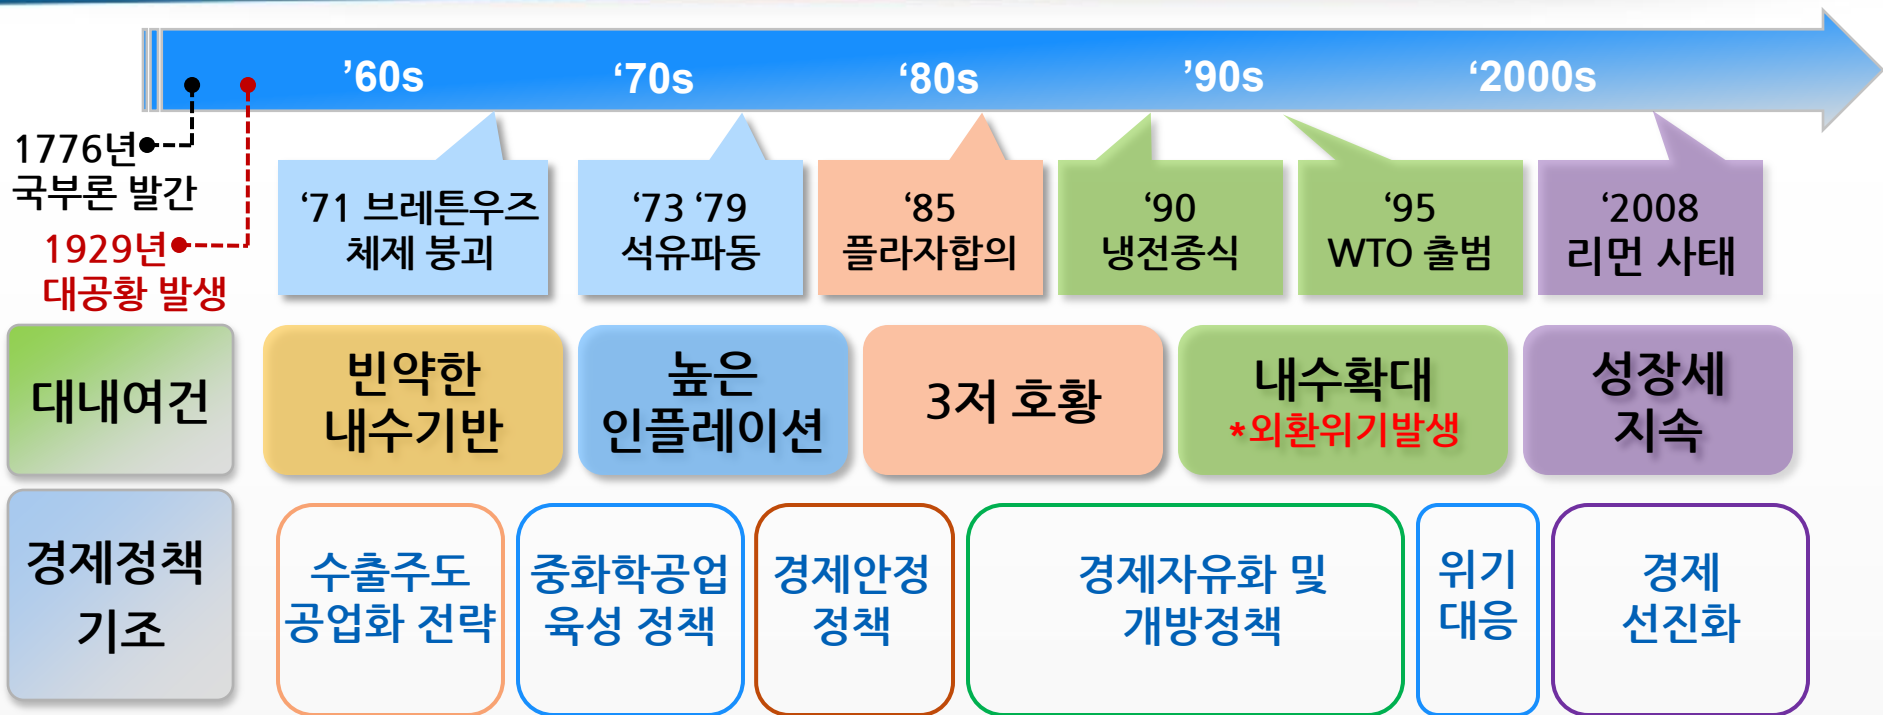 ’60s
‘70s
‘80s
’90s
‘2000s
1776년
국부론 발간
1929년
대공황 발생
‘71 브레튼우즈
체제 붕괴
‘73 ‘79
석유파동
‘85
플라자합의
‘90
냉전종식
‘95
WTO 출범
‘2008
리먼 사태
대내여건
빈약한
내수기반
높은
인플레이션
3저 호황
내수확대
*외환위기발생
성장세
지속
경제정책
기조
수출주도
공업화 전략
중화학공업
육성 정책
경제안정
정책
경제자유화 및
개방정책
위기
대응
경제
선진화